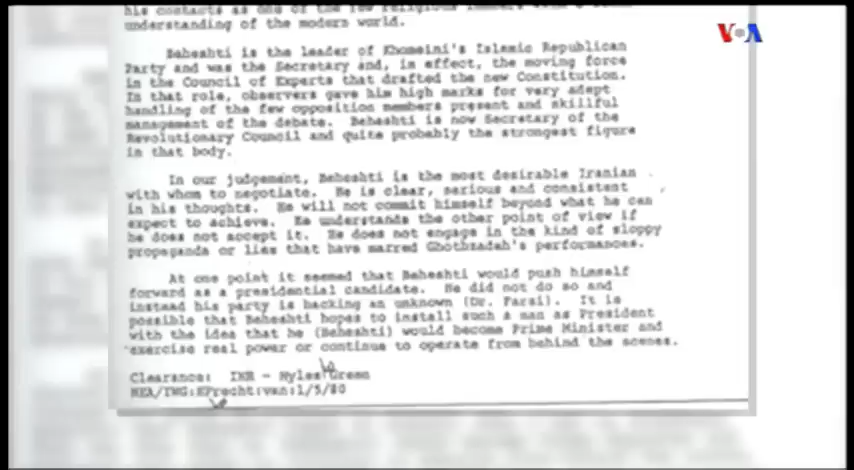 his contacts as one of the few religious
understanding of the modern world.
VOA
Beheshti is the leader of Khomeini's Islamic Republican
Party and was the Secretary and, in effect, the moving force
in the Council of Experts that drafted the new Constitution.
In that role, observers gave him high marks for very adept
handling of the few opposition members present and skillful
management of the debate. Beheshti is now Secretary of the
Revolutionary Council and quite probably the strongest figure
in that body.
In our judgement, Beheshti is the most desirable Iranian
with whom to negotiate. He is clear, serious and consistent
in his thoughts. He will not commit himself beyond what he can
expect to achieve. He understands the other point of view if
he does not accept it. He does not engage in the kind of sloppy
propaganda or lies that have marred Ghotbzadeh's performances.
At one point it seemed that Beheshti would push himself
forward as a presidential candidate. He did not do so and
instead his party is backing an unknown (Dr. Farsi). It is
possible that Beheshti hopes to install such a man as President
with the idea that he (Beheshti) would become Prime Minister and
exercise real power or continue to operate from behind the scenes.
Clearance: INR - Myles Green
NEA/IWG:HPrecht:van:1/5/80